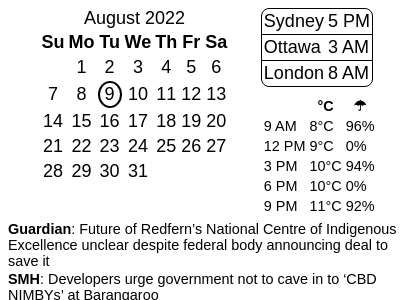 August 2022
Su Mo Tu We Th Fr Sa
1 2 3 4 5 6
7 8 9 10 11 12 13
14 15 16 17 18 19 20
21 22 23 24 25 26 27
28 29 30 31
Sydney 5 PM
Ottawa 3 AM
London 8 AM
°C ☂
9 AM 8°C 96%
12 PM 9°C 0%
3 PM 10°C 94%
6 PM 10°C 0%
9 PM 11°C 92%
Guardian: Future of Redfern’s National Centre of Indigenous
Excellence unclear despite federal body announcing deal to
save it
SMH: Developers urge government not to cave in to ‘CBD
NIMBYs’ at Barangaroo